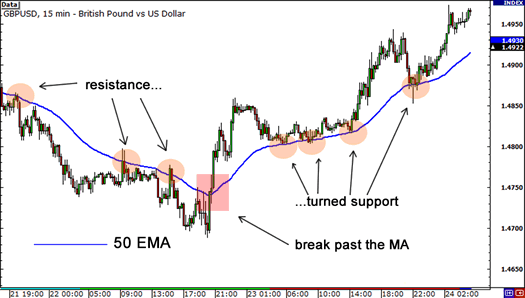 Data
INDEX
GBPUSD, 15 min - British Pound vs US Dollar
1.4950
1.4930
1.4922
1.4900
1.4850
1.4800
1.4750
1.4700
1.4650
resistance...
...turned support
break past the MA
50 EMA
21 19:00 22 00:00 05:00 09:00 13:00 17:00 21:00 23 01:00 06:00 10:00 14:00 18:00 22:00 24 02:00